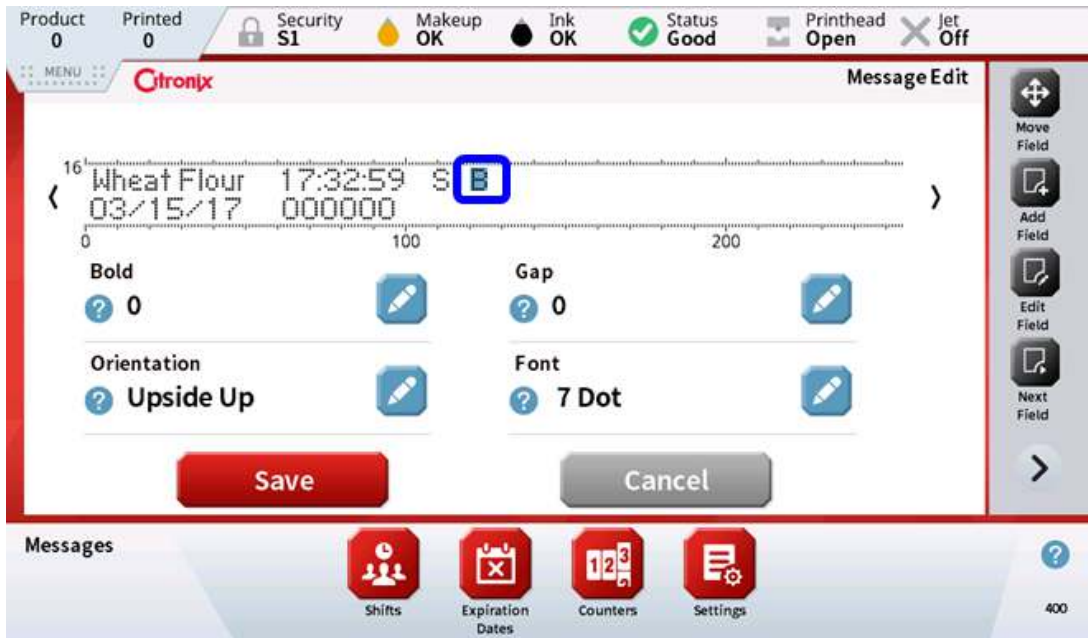 Product
0
Printed
0
Security
S1
Makeup
OK
Ink
OK
Status
Good
Printhead
Open
Jet
Off
MENU
Citronix
Message Edit
16
Wheat Flour 17:32:59 S B
03/15/17 000000
0 100 200
Bold
? 0
Gap
? 0
Orientation
? Upside Up
Font
? 7 Dot
Save
Cancel
Move
Field
Add
Field
Edit
Field
Next
Field
Messages
Shifts
Expiration
Dates
1 2 3
Counters
Settings
?
400